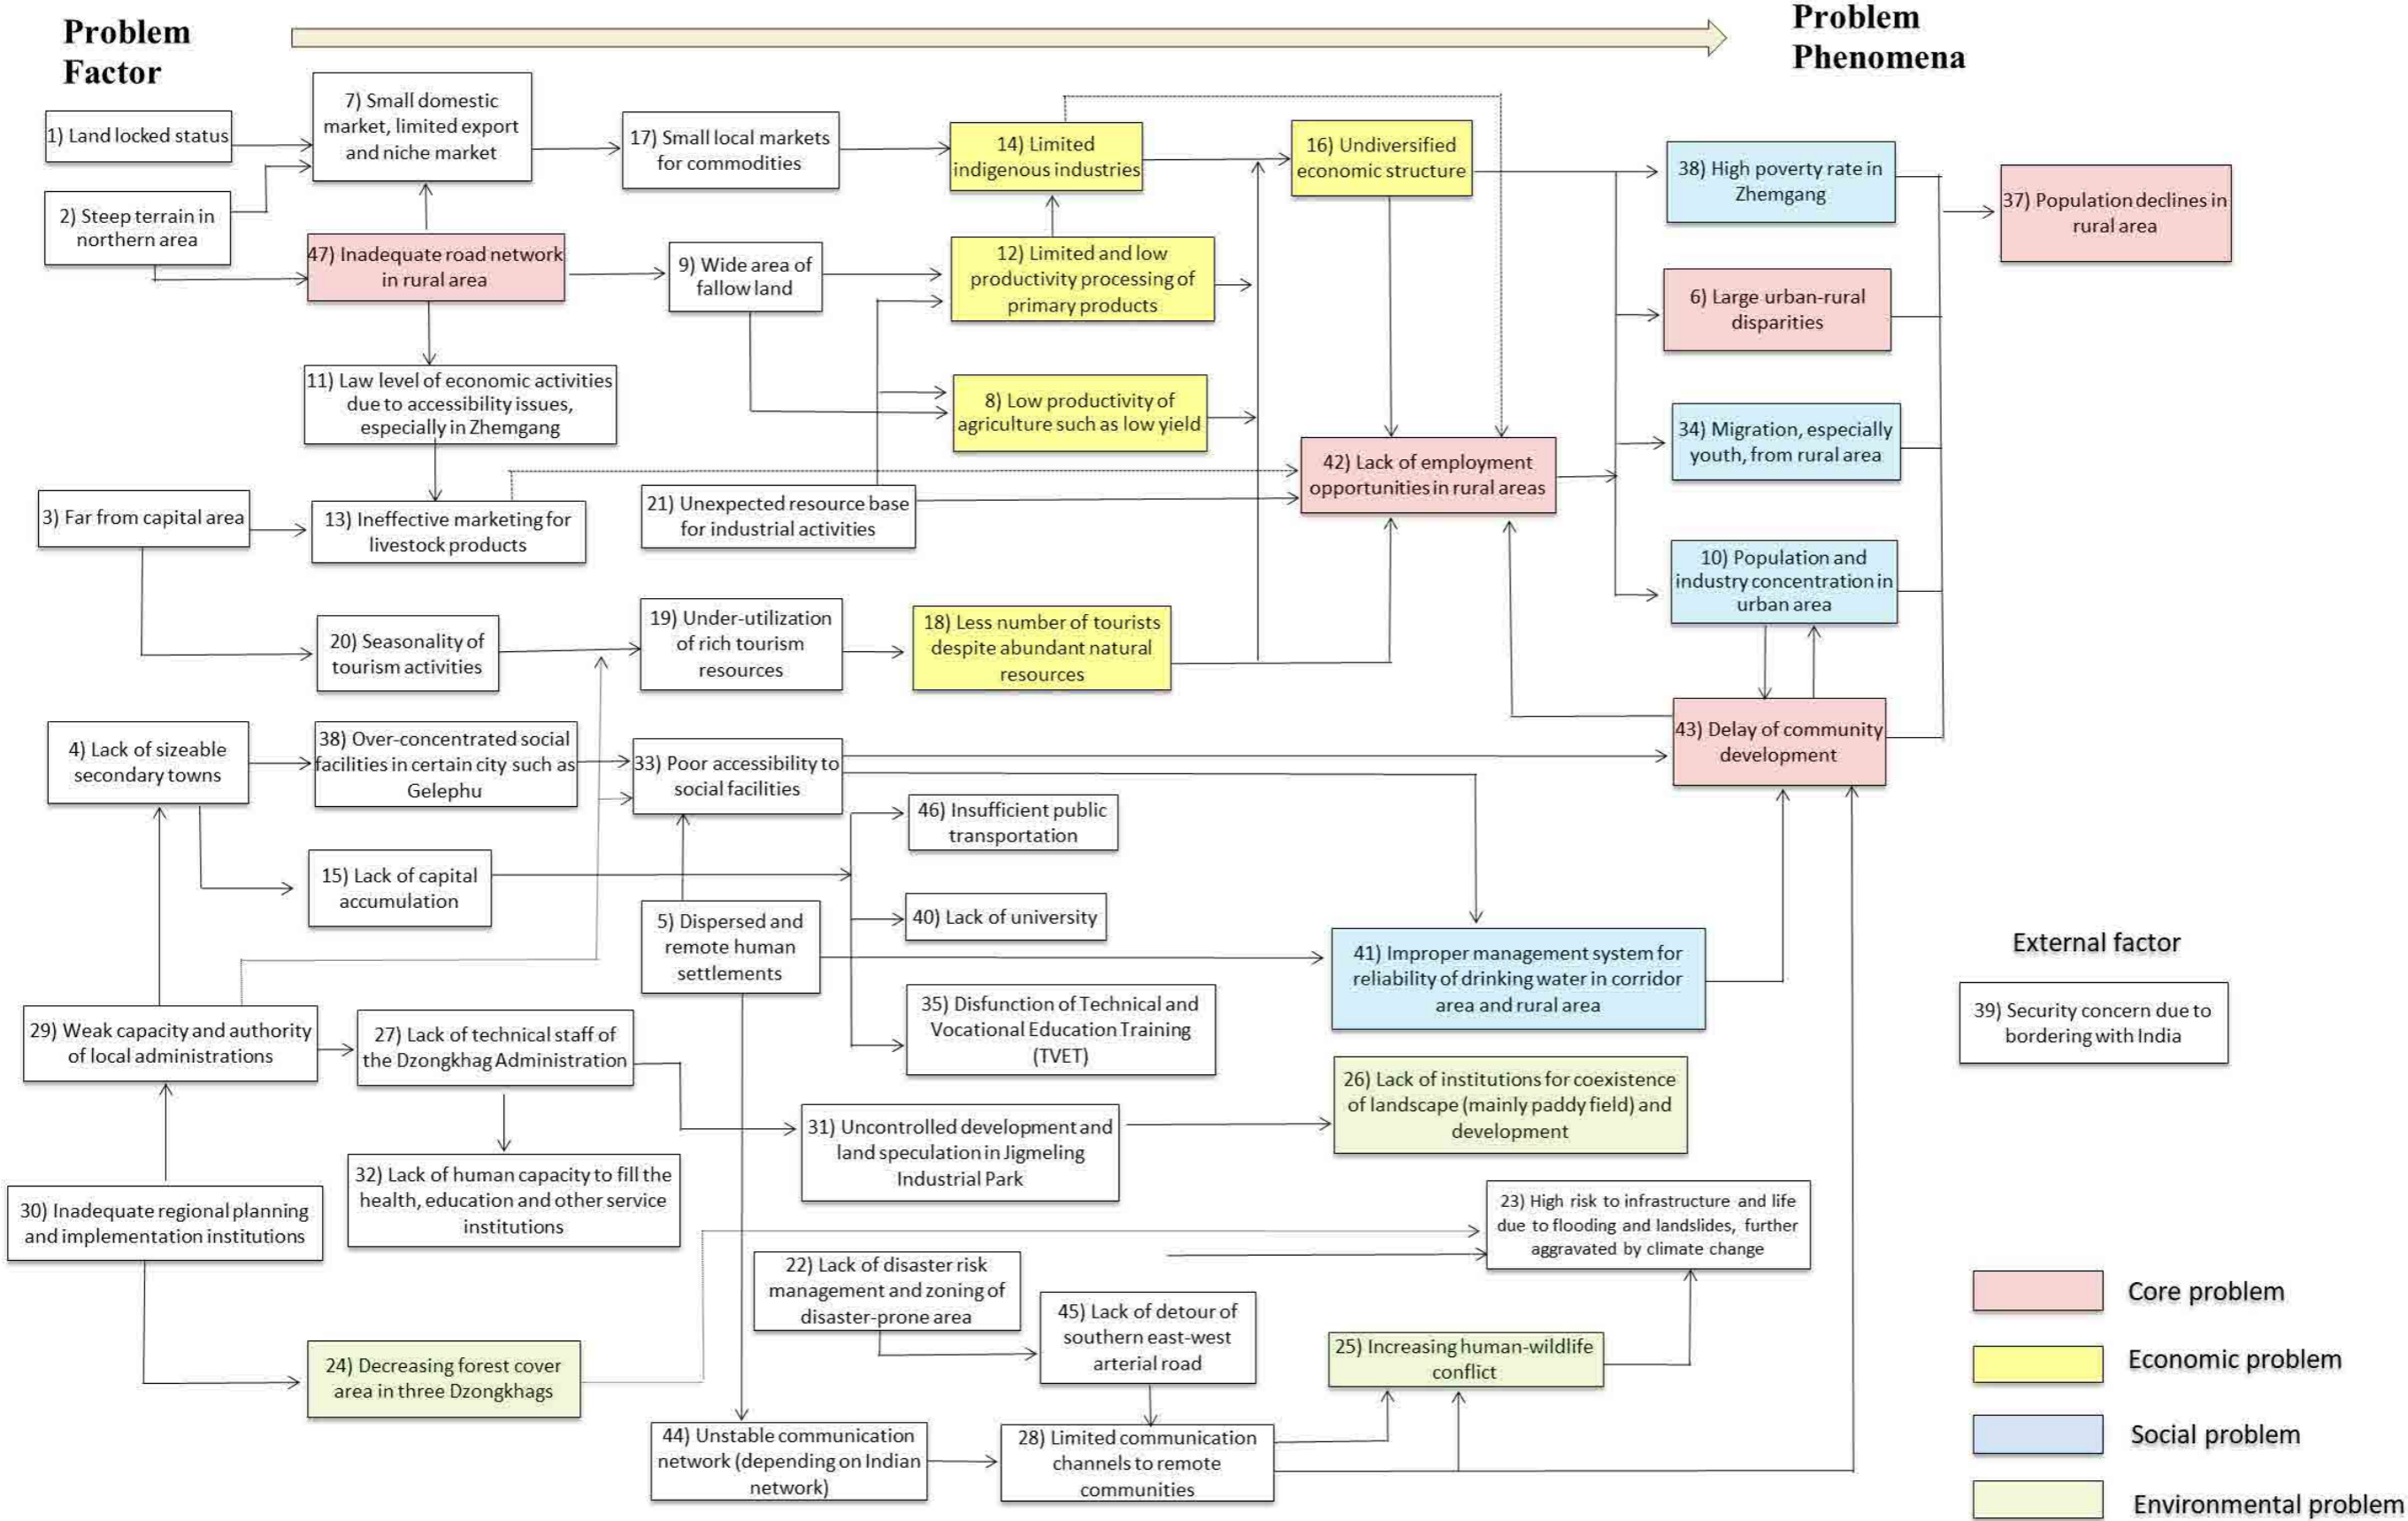 Problem
Factor
Problem
Phenomena
1) Land locked status
7) Small domestic
market, limited export
and niche market
17) Small local markets
for commodities
14) Limited
indigenous industries
16) Undiversified
economic structure
38) High poverty rate in
Zhemgang
37) Population declines in
rural area
2) Steep terrain in
northern area
47) Inadequate road network
in rural area
9) Wide area of
fallow land
12) Limited and low
productivity processing of
primary products
6) Large urban-rural
disparities
11) Law level of economic activities
due to accessibility issues,
especially in Zhemgang
8) Low productivity of
agriculture such as low yield
34) Migration, especially
youth, from rural area
42) Lack of employment
opportunities in rural areas
3) Far from capital area
13) Ineffective marketing for
livestock products
21) Unexpected resource base
for industrial activities
10) Population and
industry concentration in
urban area
20) Seasonality of
tourism activities
19) Under-utilization
of rich tourism
resources
18) Less number of tourists
despite abundant natural
resources
4) Lack of sizeable
secondary towns
38) Over-concentrated social
facilities in certain city such as
Gelephu
33) Poor accessibility to
social facilities
43) Delay of community
development
46) Insufficient public
transportation
15) Lack of capital
accumulation
5) Dispersed and
remote human
settlements
40) Lack of university
41) Improper management system for
reliability of drinking water in corridor
area and rural area
External factor
39) Security concern due to
bordering with India
29) Weak capacity and authority
of local administrations
27) Lack of technical staff of
the Dzongkhag Administration
35) Disfunction of Technical and
Vocational Education Training
(TVET)
26) Lack of institutions for coexistence
of landscape (mainly paddy field) and
development
31) Uncontrolled development and
land speculation in Jigmeling
Industrial Park
32) Lack of human capacity to fill the
health, education and other service
institutions
30) Inadequate regional planning
and implementation institutions
23) High risk to infrastructure and life
due to flooding and landslides, further
aggravated by climate change
22) Lack of disaster risk
management and zoning of
disaster-prone area
45) Lack of detour of
southern east-west
arterial road
25) Increasing human-wildlife
conflict
24) Decreasing forest cover
area in three Dzongkhags
44) Unstable communication
network (depending on Indian
network)
28) Limited communication
channels to remote
communities
Core problem
Economic problem
Social problem
Environmental problem